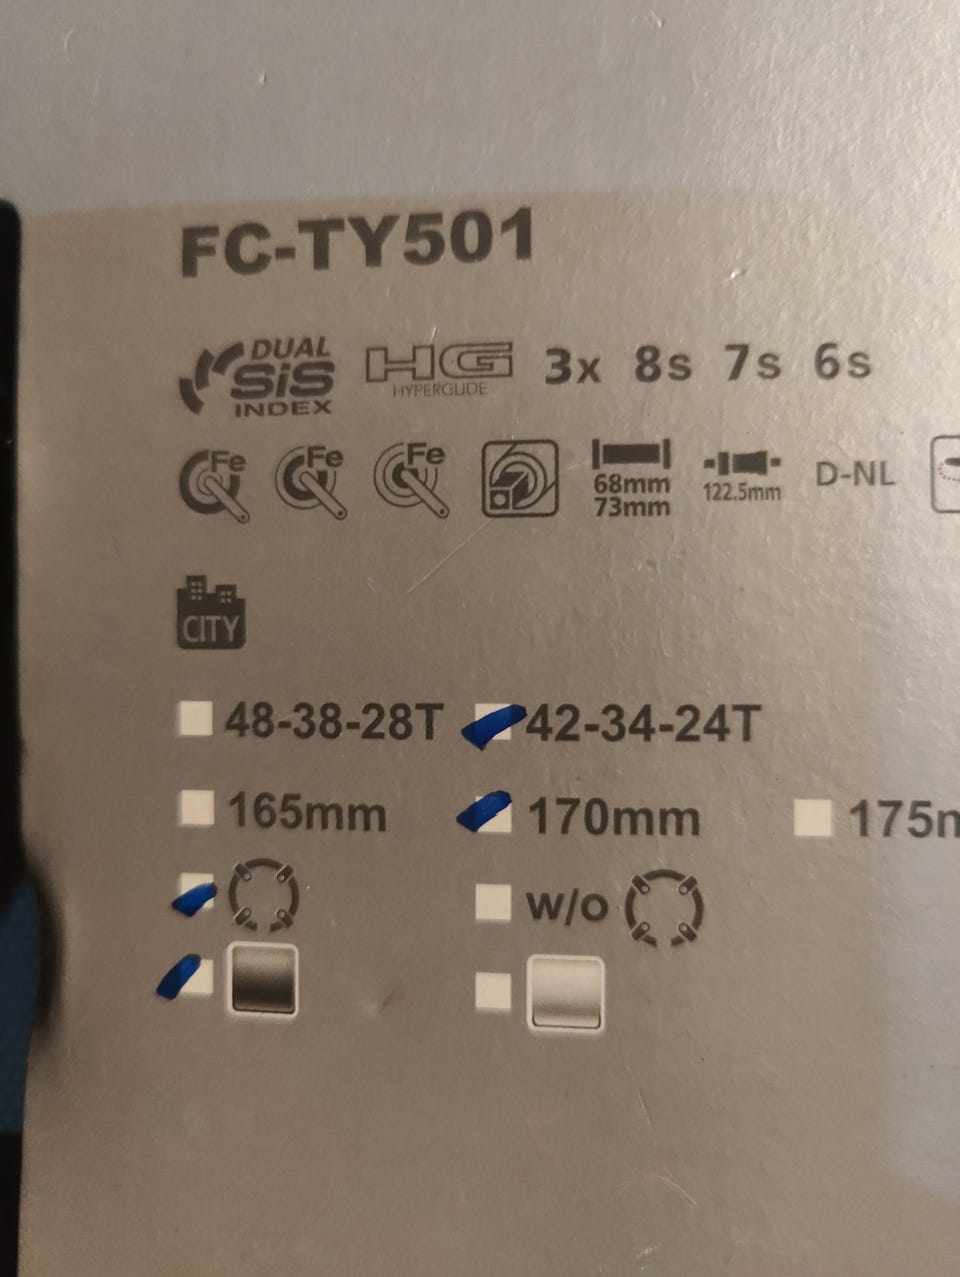 FC-TY501
DUAL SiS INDEX HG HYPERGLIDE 3x 8s 7s 6s
Fe Fe Fe 68mm 73mm 122.5mm D-NL
CITY
48-38-28T 42-34-24T
165mm 170mm 175m
w/o